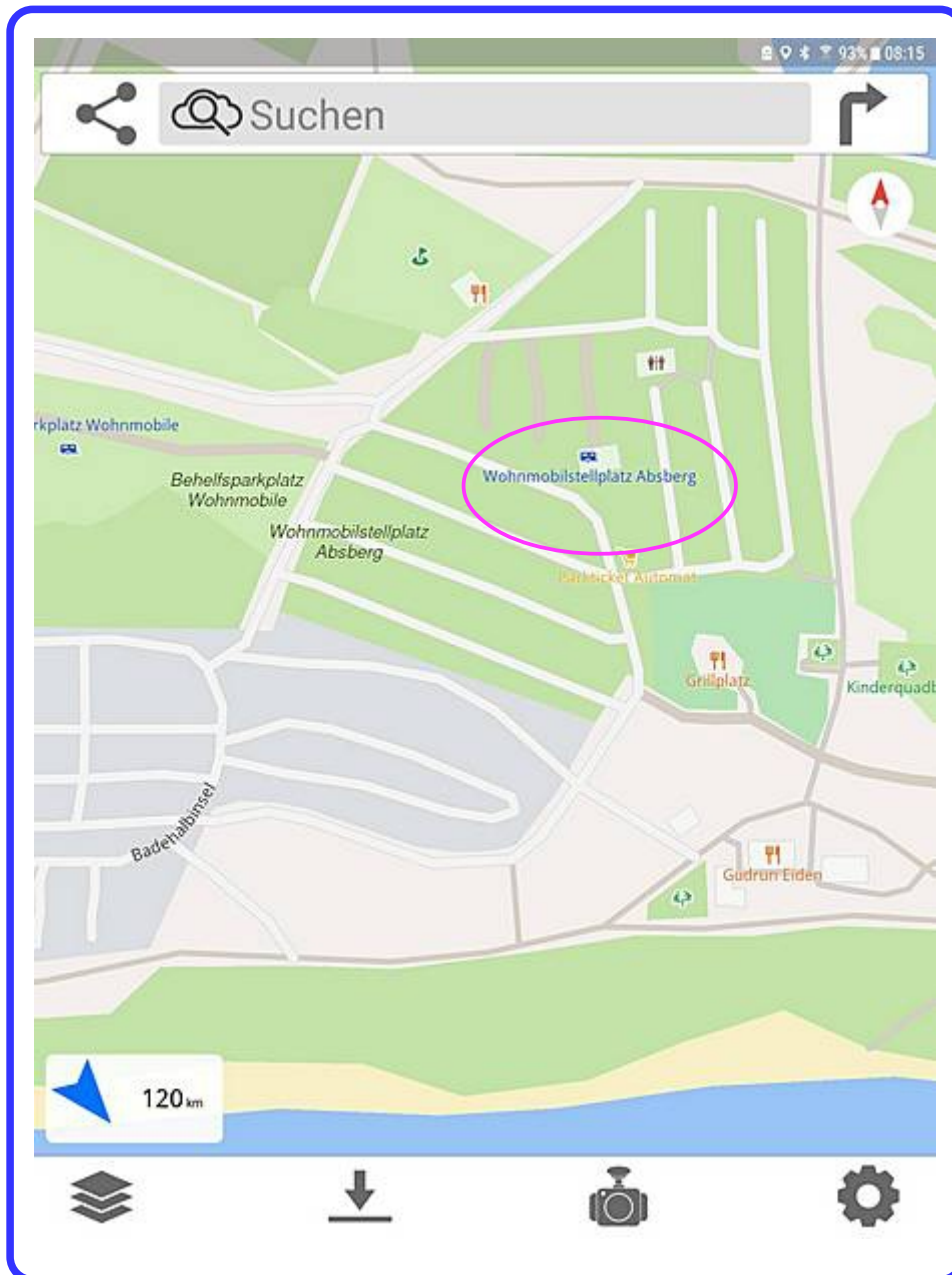 93% 08:15
Suchen
rkplatz Wohnmobile
Behelfsparkplatz
Wohnmobile
Wohnmobilstellplatz Absberg
Wohnmobilstellplatz
Absberg
Parkticket Automat
Grillplatz
Kinderquadb
Badehalbinsel
Gudrun Eiden
120 km